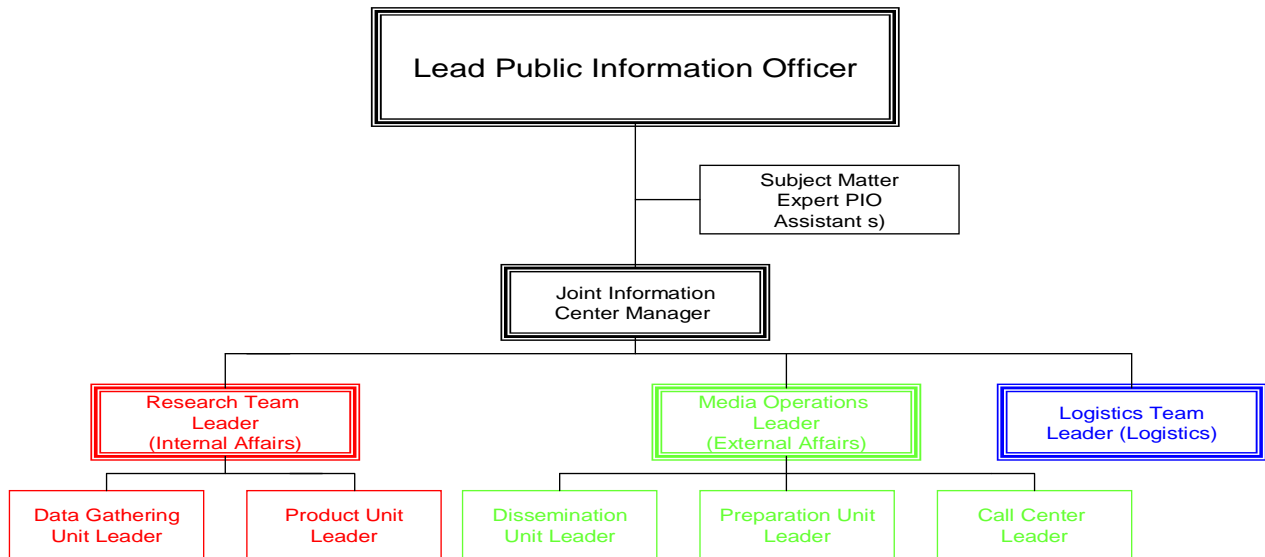 Lead Public Information Officer
Subject Matter
Expert PIO
Assistant s)
Joint Information
Center Manager
Research Team
Leader
(Internal Affairs)
Media Operations
Leader
(External Affairs)
Logistics Team
Leader (Logistics)
Data Gathering
Unit Leader
Product Unit
Leader
Dissemination
Unit Leader
Preparation Unit
Leader
Call Center
Leader